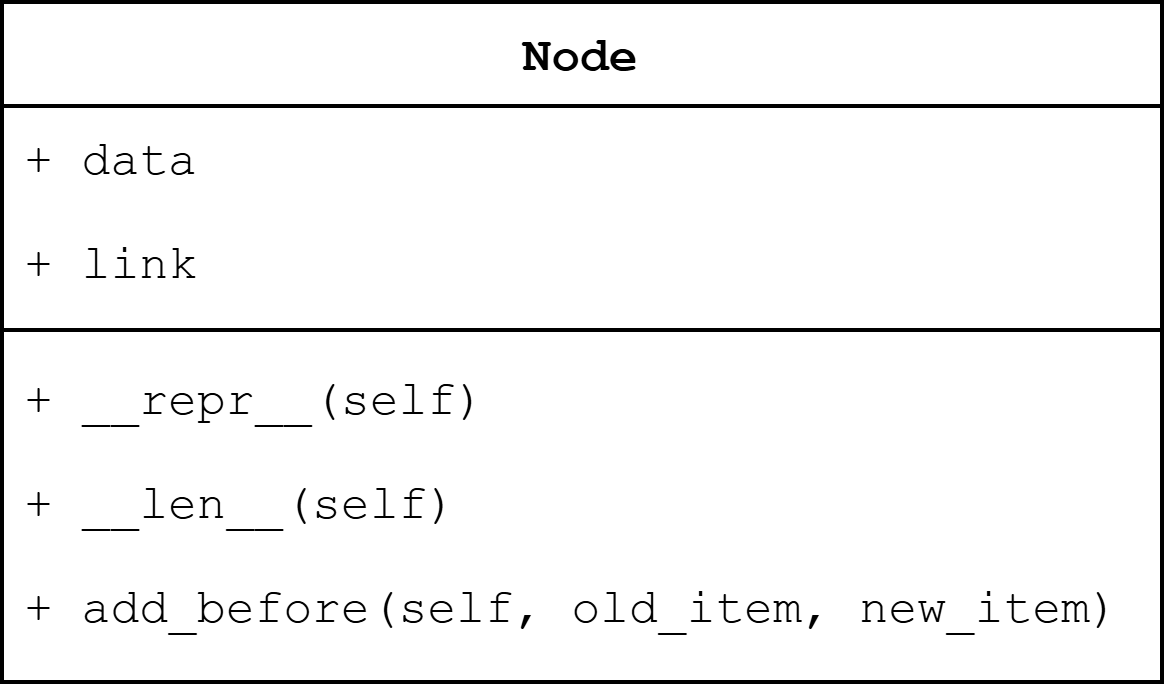 Node
+ data
+ link
+ __repr__(self)
+ __len__(self)
+ add_before(self, old_item, new_item)